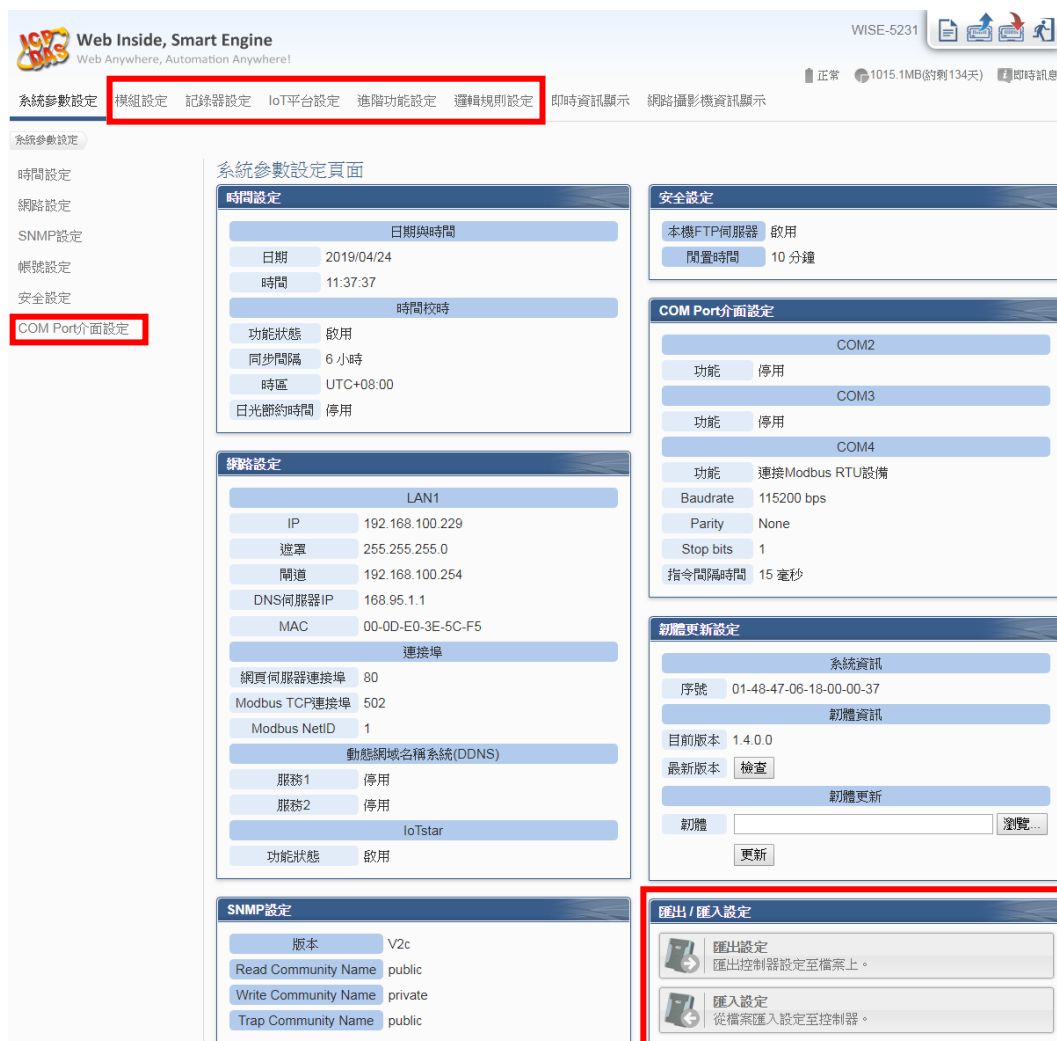 ICP DAS
Web Inside, Smart Engine
Web Anywhere, Automation Anywhere!
WISE-5231
正常 1015.1MB(約剩134天) 即時訊息
系統參數設定 模組設定 記錄器設定 IoT平台設定 進階功能設定 邏輯規則設定 即時資訊顯示 網路攝影機資訊顯示
系統參數設定
時間設定
網路設定
SNMP設定
帳號設定
安全設定
COM Port介面設定
系統參數設定頁面
時間設定
日期與時間
日期 2019/04/24
時間 11:37:37
時間校時
功能狀態 啟用
同步間隔 6 小時
時區 UTC+08:00
日光節約時間 停用
網路設定
LAN1
IP 192.168.100.229
遮罩 255.255.255.0
閘道 192.168.100.254
DNS伺服器IP 168.95.1.1
MAC 00-0D-E0-3E-5C-F5
連接埠
網頁伺服器連接埠 80
Modbus TCP連接埠 502
Modbus NetID 1
動態網域名稱系統(DDNS)
服務1 停用
服務2 停用
IoTstar
功能狀態 啟用
SNMP設定
版本 V2c
Read Community Name public
Write Community Name private
Trap Community Name public
安全設定
本機FTP伺服器 啟用
閒置時間 10 分鐘
COM Port介面設定
COM2
功能 停用
COM3
功能 停用
COM4
功能 連接Modbus RTU設備
Baudrate 115200 bps
Parity None
Stop bits 1
指令間隔時間 15 毫秒
韌體更新設定
系統資訊
序號 01-48-47-06-18-00-00-37
韌體資訊
目前版本 1.4.0.0
最新版本 檢查
韌體更新
韌體 瀏覽...
更新
匯出 / 匯入設定
匯出設定
匯出控制器設定至檔案上。
匯入設定
從檔案匯入設定至控制器。